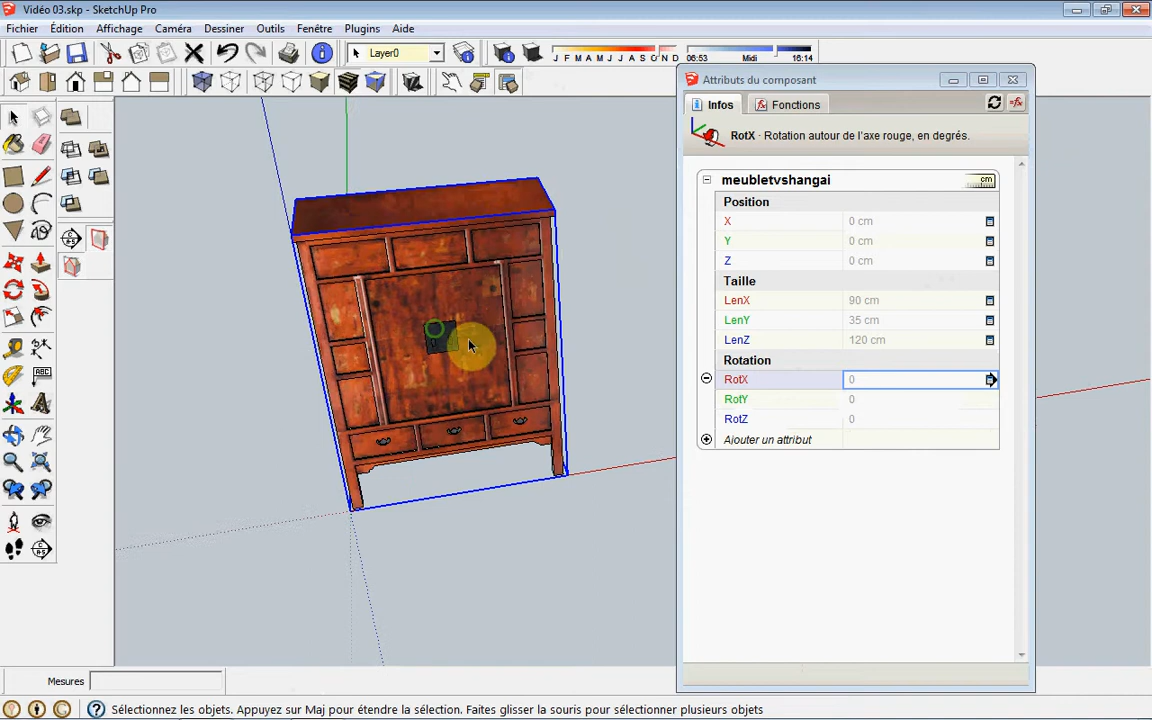 Vidéo 03.skp - SketchUp Pro
Fichier Édition Affichage Caméra Dessiner Outils Fenêtre Plugins Aide
Layer0
J F M A M J J A S O N D
06:53 Midi 16:14
Attributs du composant
Infos
Fonctions
RotX · Rotation autour de l'axe rouge, en degrés.
meubletvshangai
cm
Position
X 0 cm
Y 0 cm
Z 0 cm
Taille
LenX 90 cm
LenY 35 cm
LenZ 120 cm
Rotation
RotX 0
RotY 0
RotZ 0
Ajouter un attribut
Mesures
Sélectionnez les objets. Appuyez sur Maj pour étendre la sélection. Faites glisser la souris pour sélectionner plusieurs objets